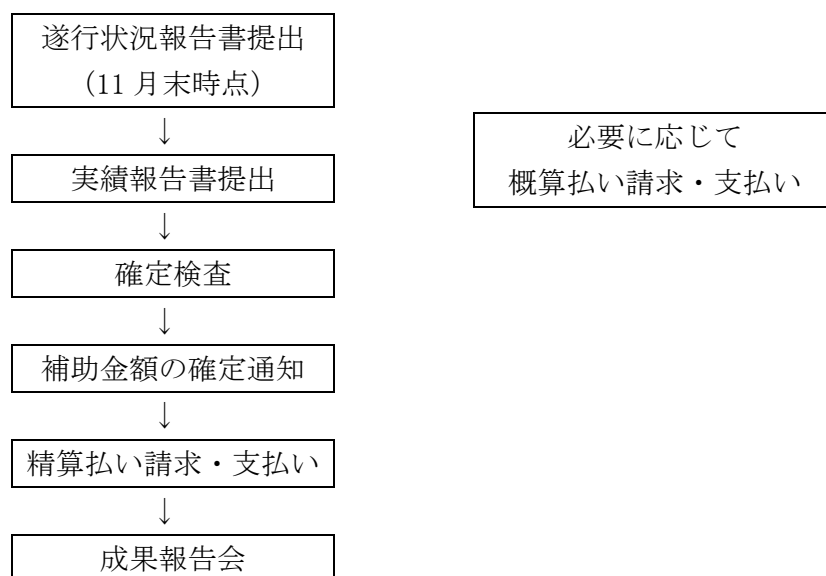 遂行状況報告書提出
(11 月末時点)
↓
実績報告書提出
↓
確定検査
↓
補助金額の確定通知
↓
精算払い請求・支払い
↓
成果報告会
必要に応じて
概算払い請求・支払い